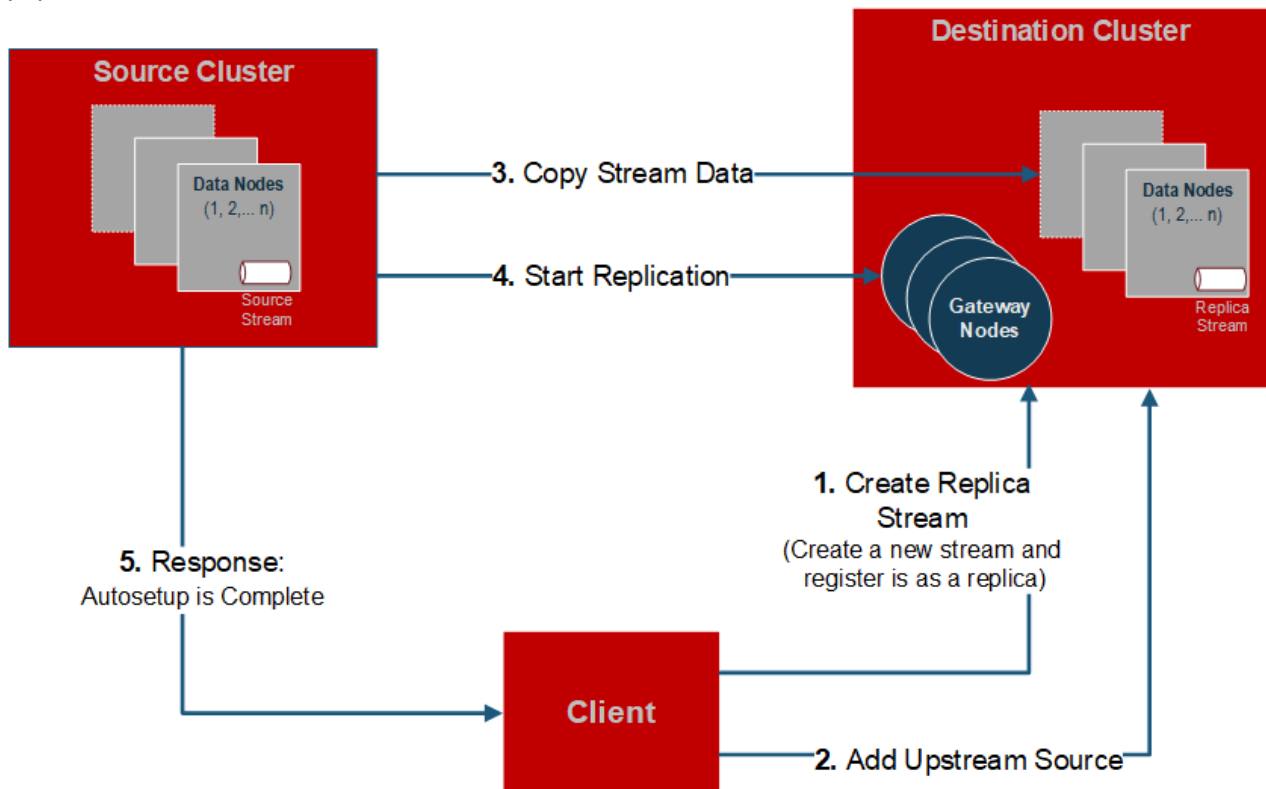 Destination Cluster
Source Cluster
Data Nodes
(1, 2,... n)
Source
Stream
3. Copy Stream Data
4. Start Replication
Data Nodes
(1, 2,... n)
Replica
Stream
Gateway
Nodes
1. Create Replica
Stream
(Create a new stream and
register is as a replica)
5. Response:
Autosetup is Complete
Client
2. Add Upstream Source